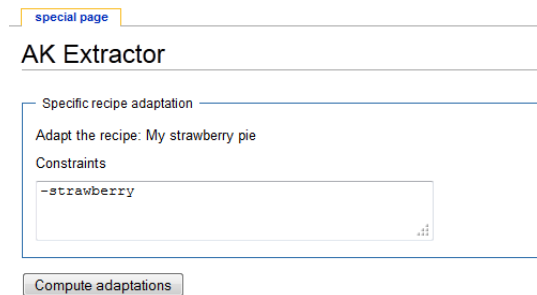 special page
AK Extractor
Specific recipe adaptation
Adapt the recipe: My strawberry pie
Constraints
-strawberry
Compute adaptations